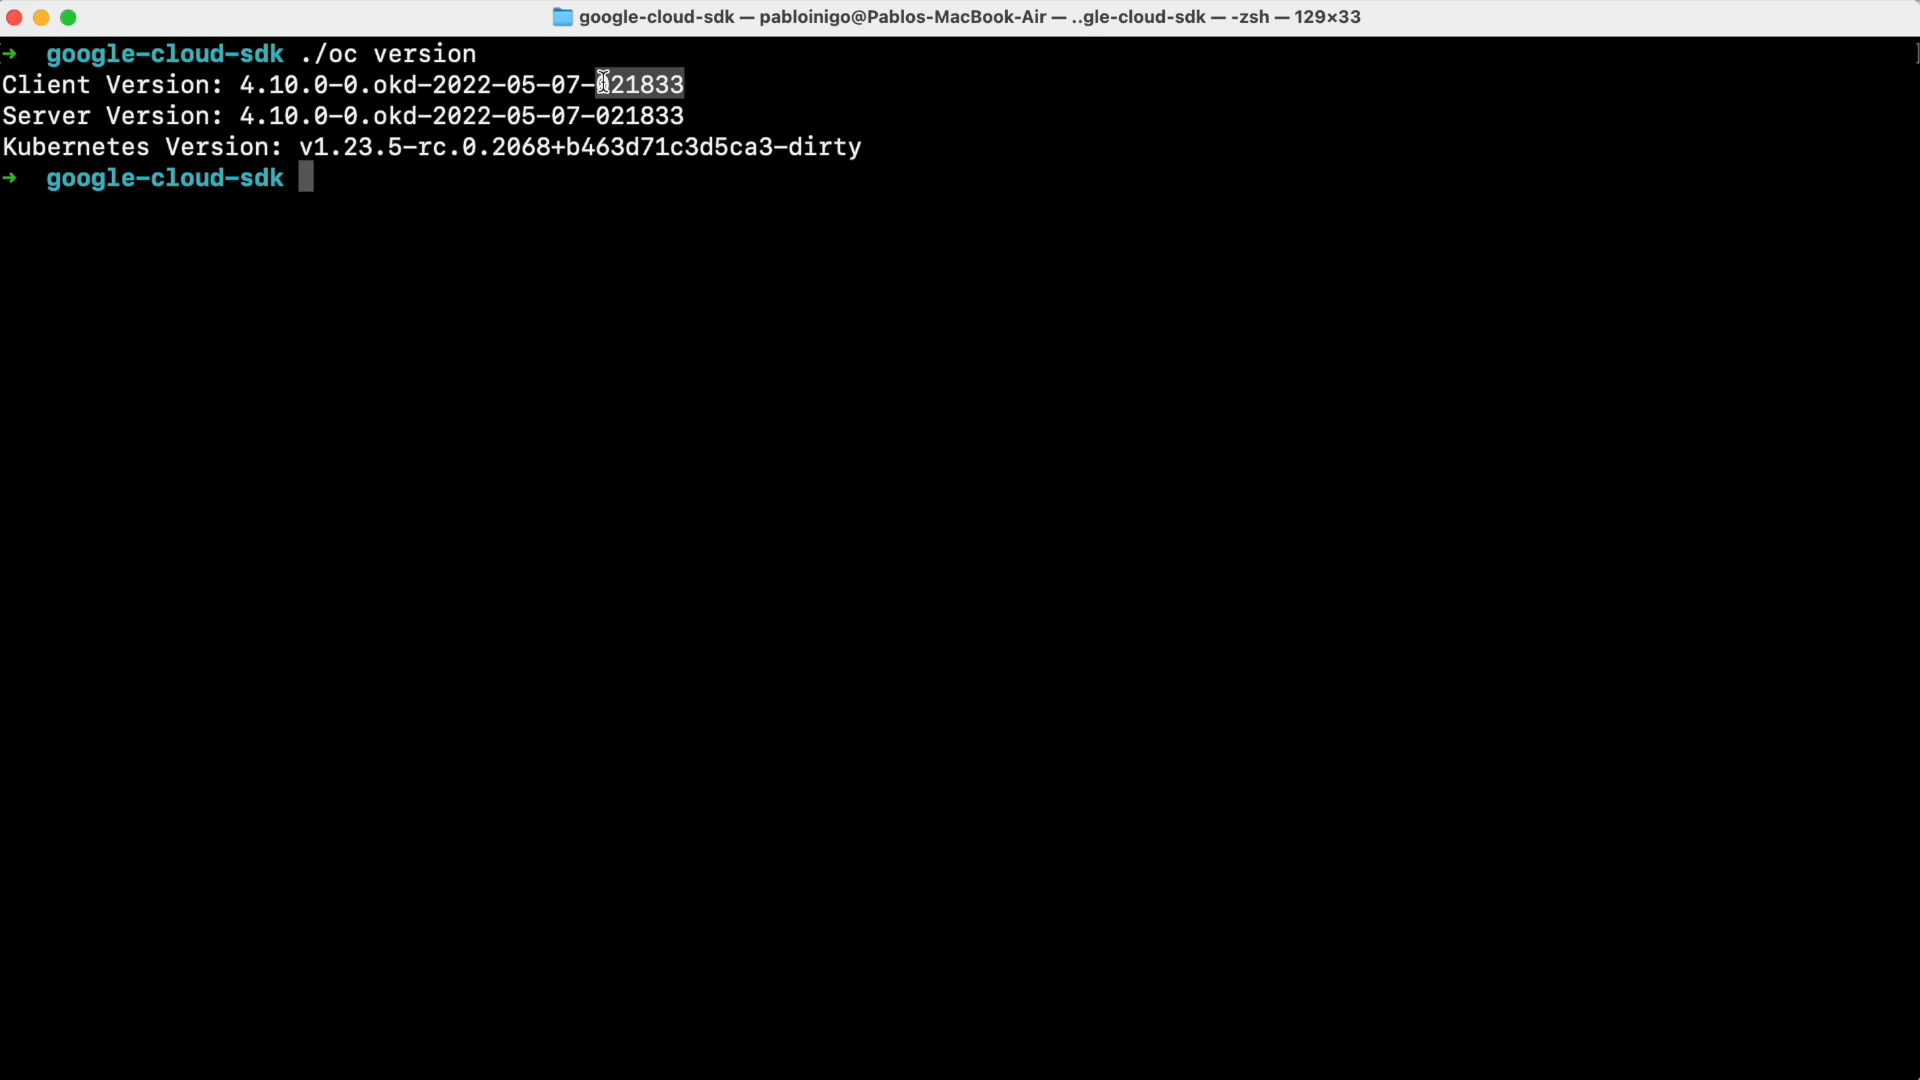 google-cloud-sdk — pabloinigo@Pablos-MacBook-Air — ..gle-cloud-sdk — -zsh — 129×33
➜ google-cloud-sdk ./oc version
Client Version: 4.10.0-0.okd-2022-05-07-021833
Server Version: 4.10.0-0.okd-2022-05-07-021833
Kubernetes Version: v1.23.5-rc.0.2068+b463d71c3d5ca3-dirty
➜ google-cloud-sdk